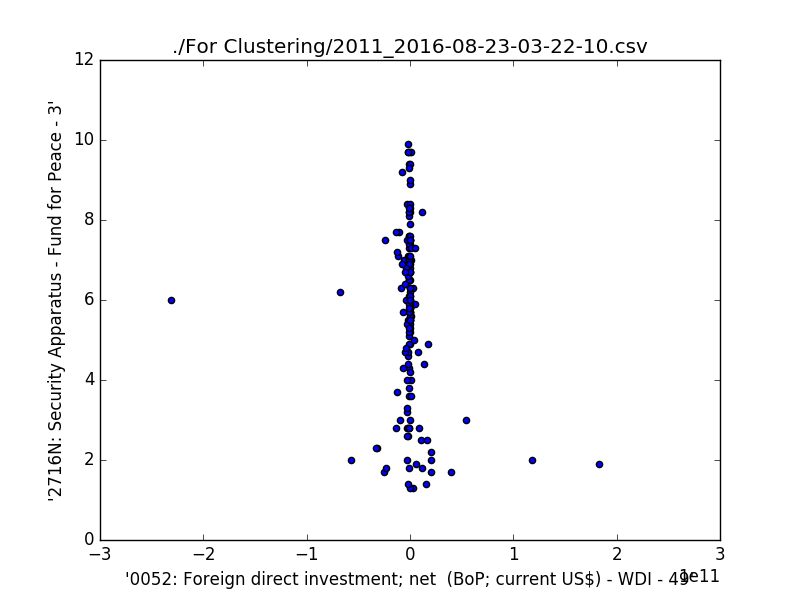 ./For Clustering/2011_2016-08-23-03-22-10.csv
12
10
8
6
4
2
0
'2716N: Security Apparatus - Fund for Peace - 3'
−3 −2 −1 0 1 2 3
1e11
'0052: Foreign direct investment; net  (BoP; current US$) - WDI - 49'